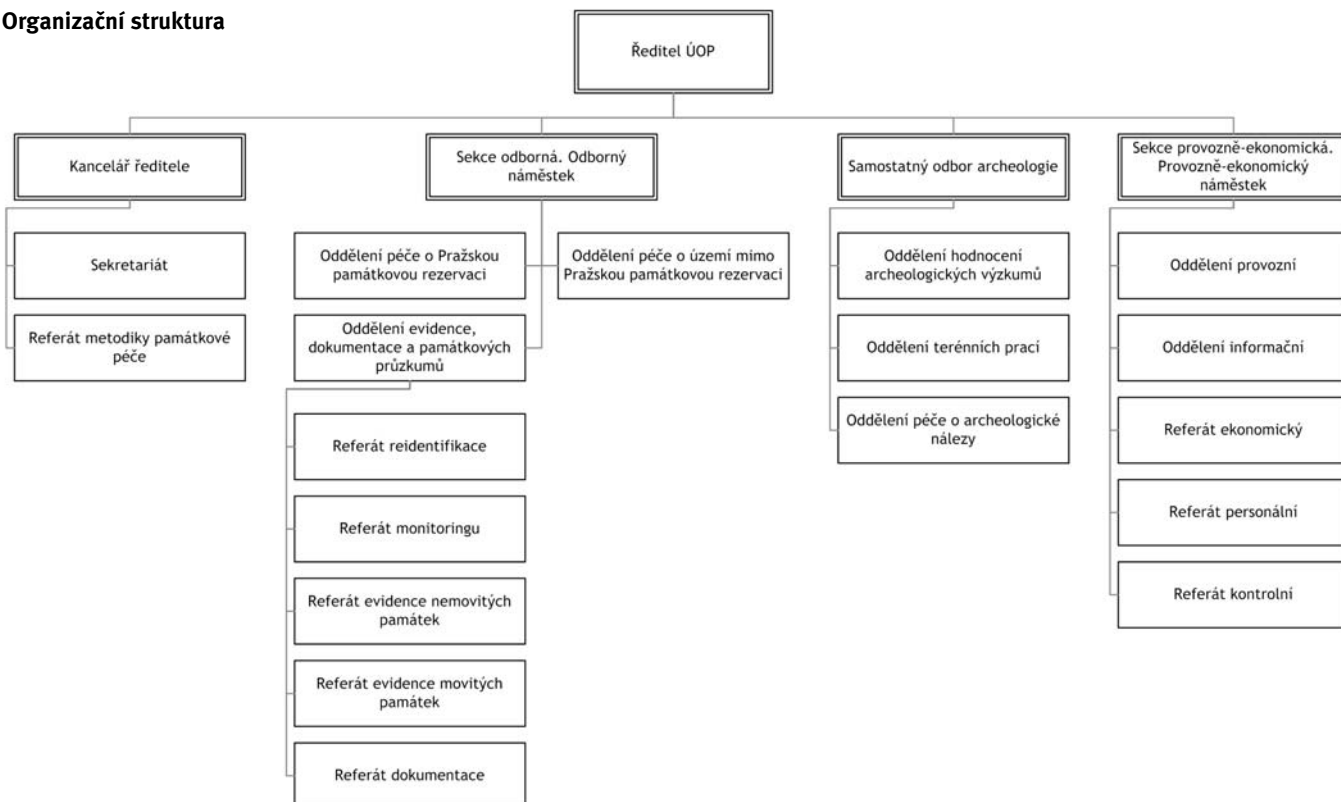 Organizační struktura
Ředitel ÚOP
Kancelář ředitele
Sekce odborná. Odborný
náměstek
Samostatný odbor archeologie
Sekce provozně-ekonomická.
Provozně-ekonomický
náměstek
Sekretariát
Referát metodiky památkové
péče
Oddělení péče o Pražskou
památkovou rezervaci
Oddělení péče o území mimo
Pražskou památkovou rezervaci
Oddělení evidence,
dokumentace a památkových
průzkumů
Referát reidentifikace
Referát monitoringu
Referát evidence nemovitých
památek
Referát evidence movitých
památek
Referát dokumentace
Oddělení hodnocení
archeologických výzkumů
Oddělení terénních prací
Oddělení péče o archeologické
nálezy
Oddělení provozní
Oddělení informační
Referát ekonomický
Referát personální
Referát kontrolní